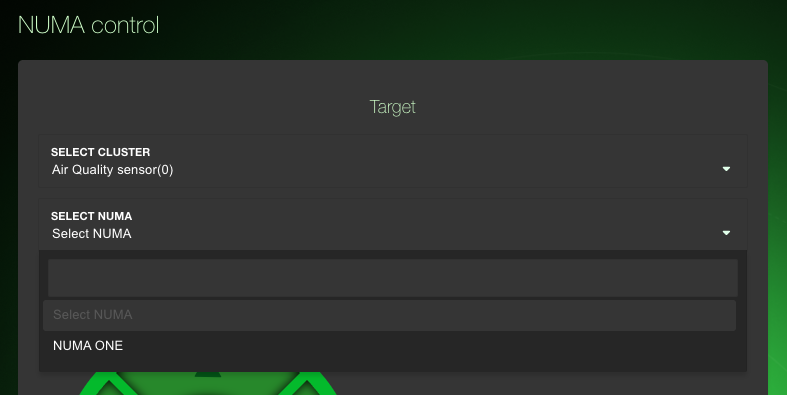 NUMA control
Target
SELECT CLUSTER
Air Quality sensor(0)
SELECT NUMA
Select NUMA
Select NUMA
NUMA ONE